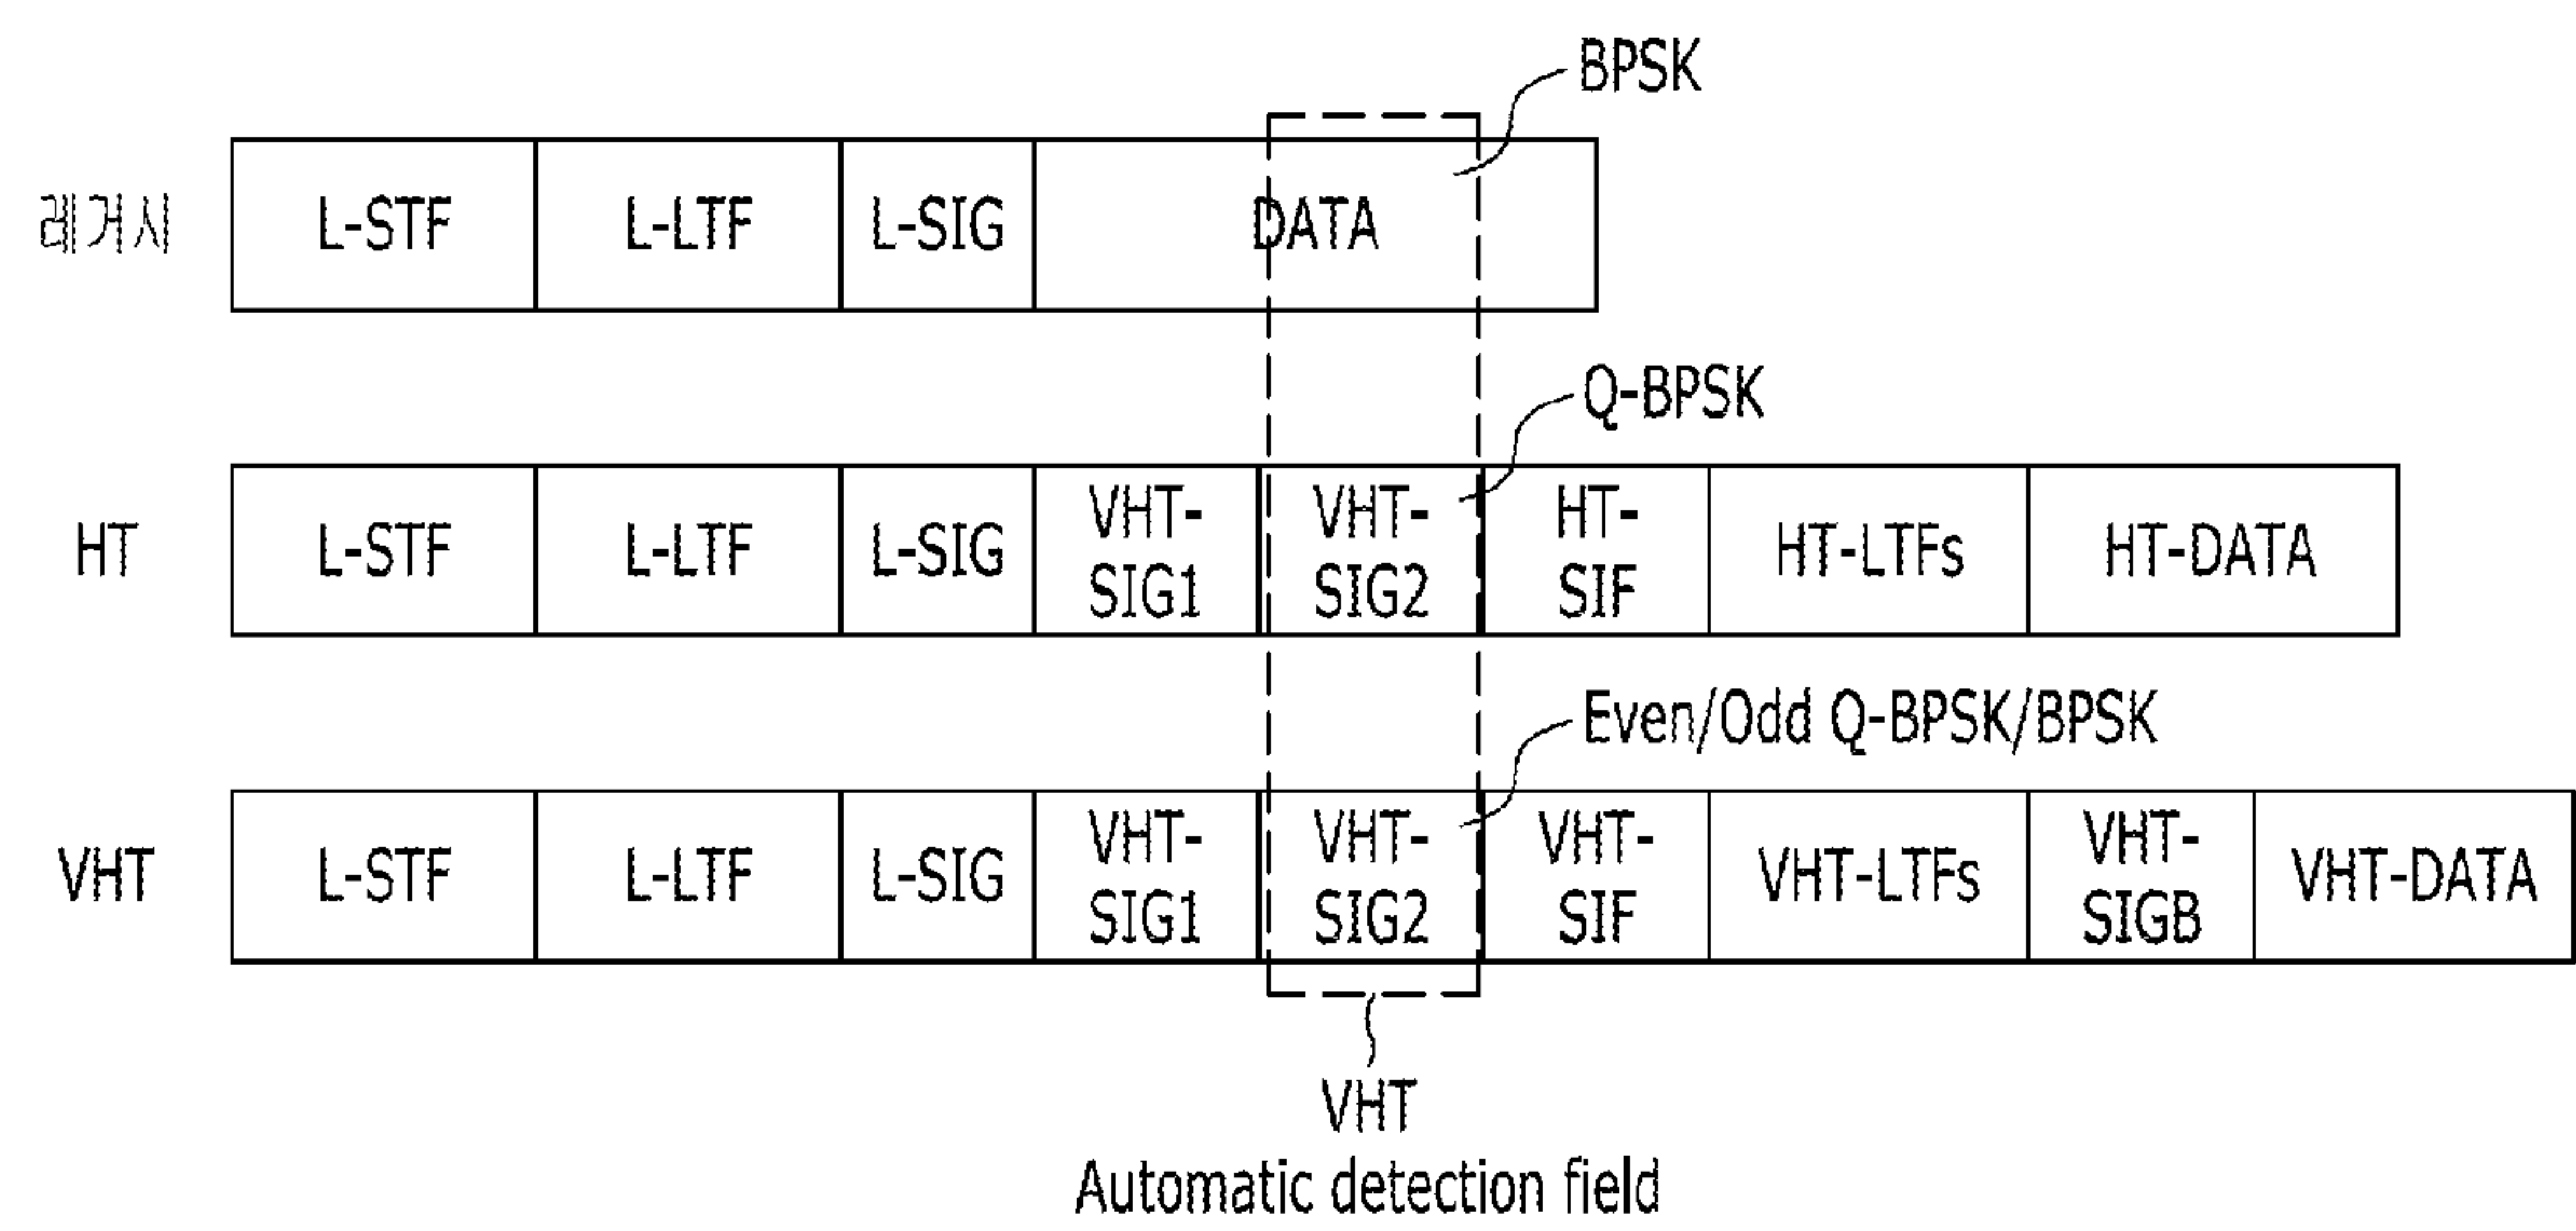 BPSK
레거시 L-STF L-LTF L-SIG DATA
Q-BPSK
HT L-STF L-LTF L-SIG VHT-SIG1 VHT-SIG2 HT-SIF HT-LTFs HT-DATA
Even/Odd Q-BPSK/BPSK
VHT L-STF L-LTF L-SIG VHT-SIG1 VHT-SIG2 VHT-SIF VHT-LTFs VHT-SIGB VHT-DATA
VHT
Automatic detection field